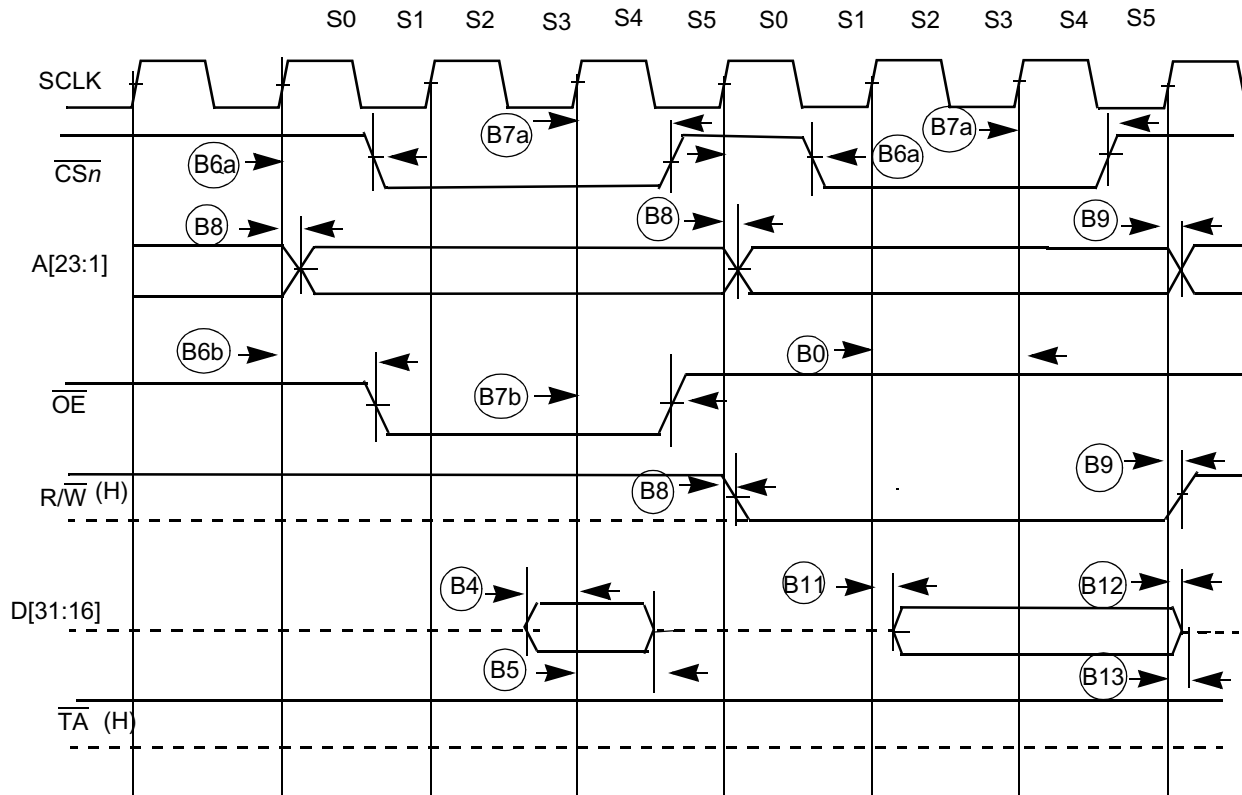 S0 S1 S2 S3 S4 S5 S0 S1 S2 S3 S4 S5
SCLK
B7a B7a
B6a B6a
CSn
B8 B8 B9
A[23:1]
B6b B0
OE B7b
B9
R/W (H) B8
B4 B11 B12
D[31:16]
B5 B13
TA (H)